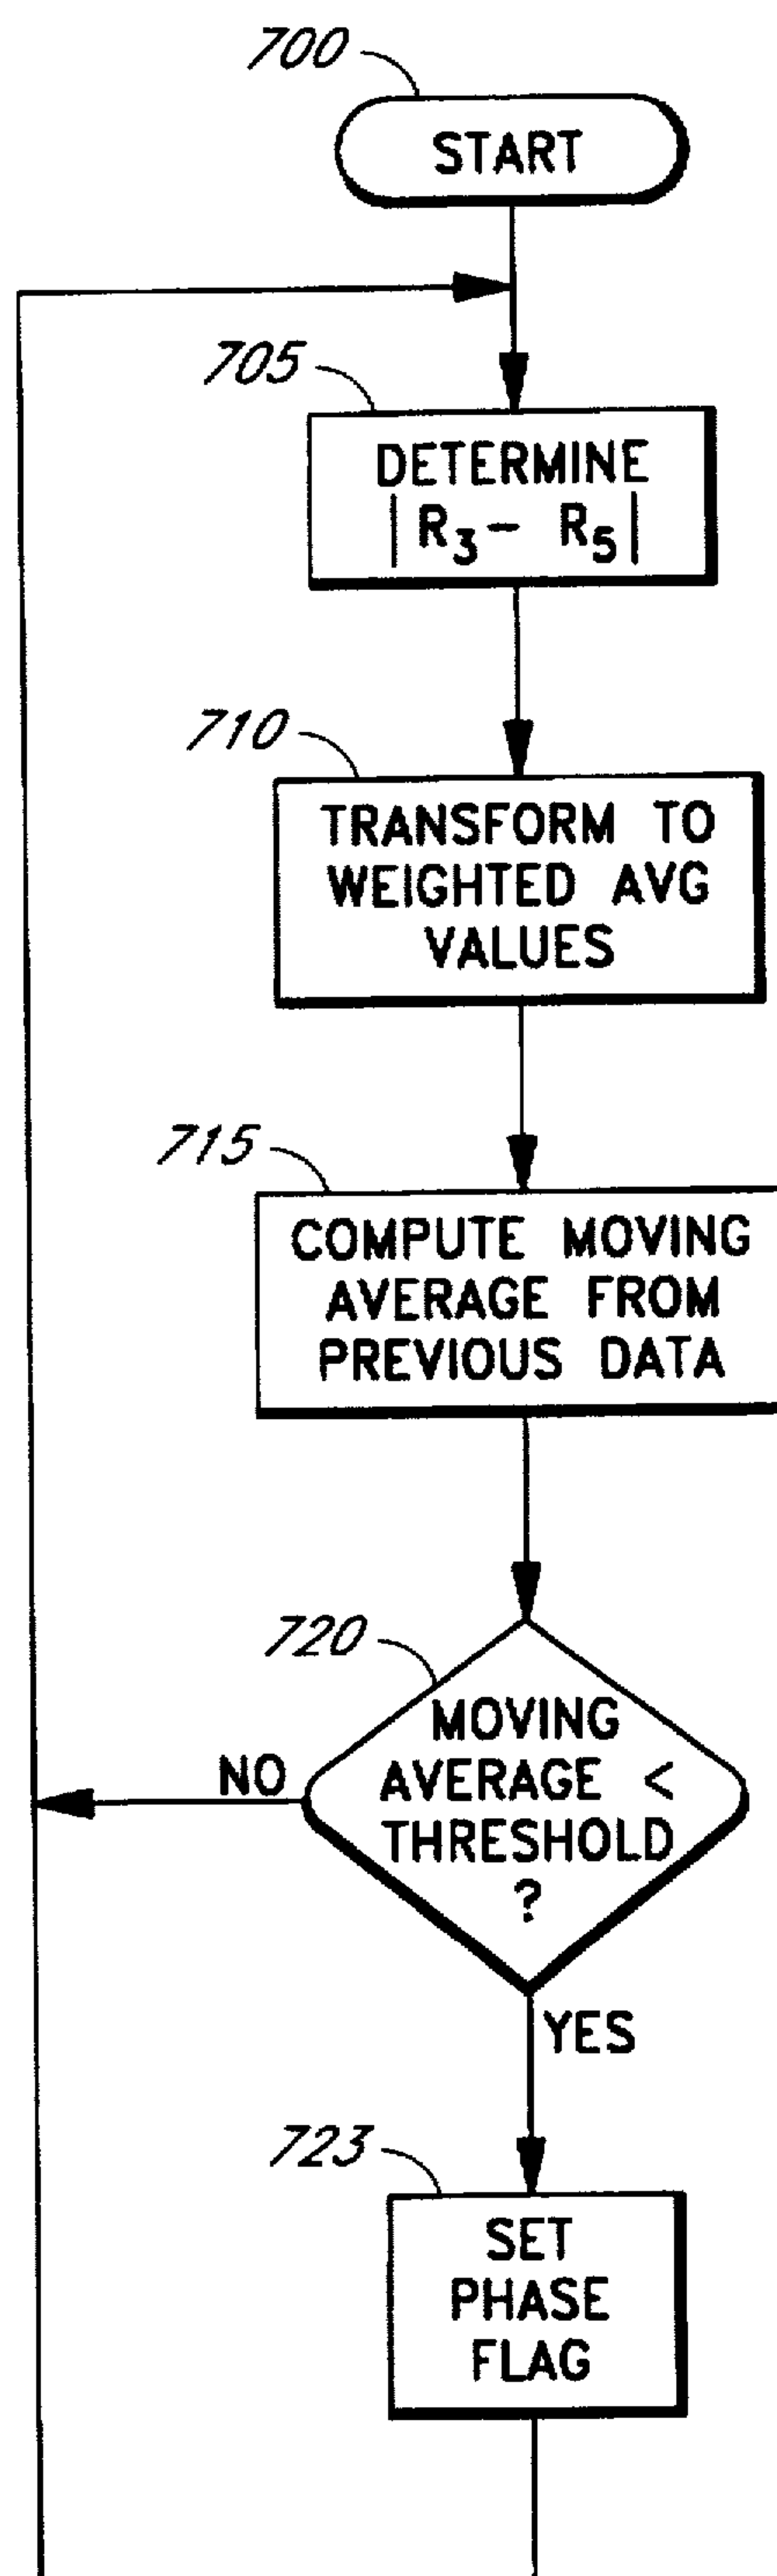 700
START
705
DETERMINE
|R₃ − R₅|
710
TRANSFORM TO
WEIGHTED AVG
VALUES
715
COMPUTE MOVING
AVERAGE FROM
PREVIOUS DATA
720
MOVING
AVERAGE <
THRESHOLD
?
NO
YES
723
SET
PHASE
FLAG